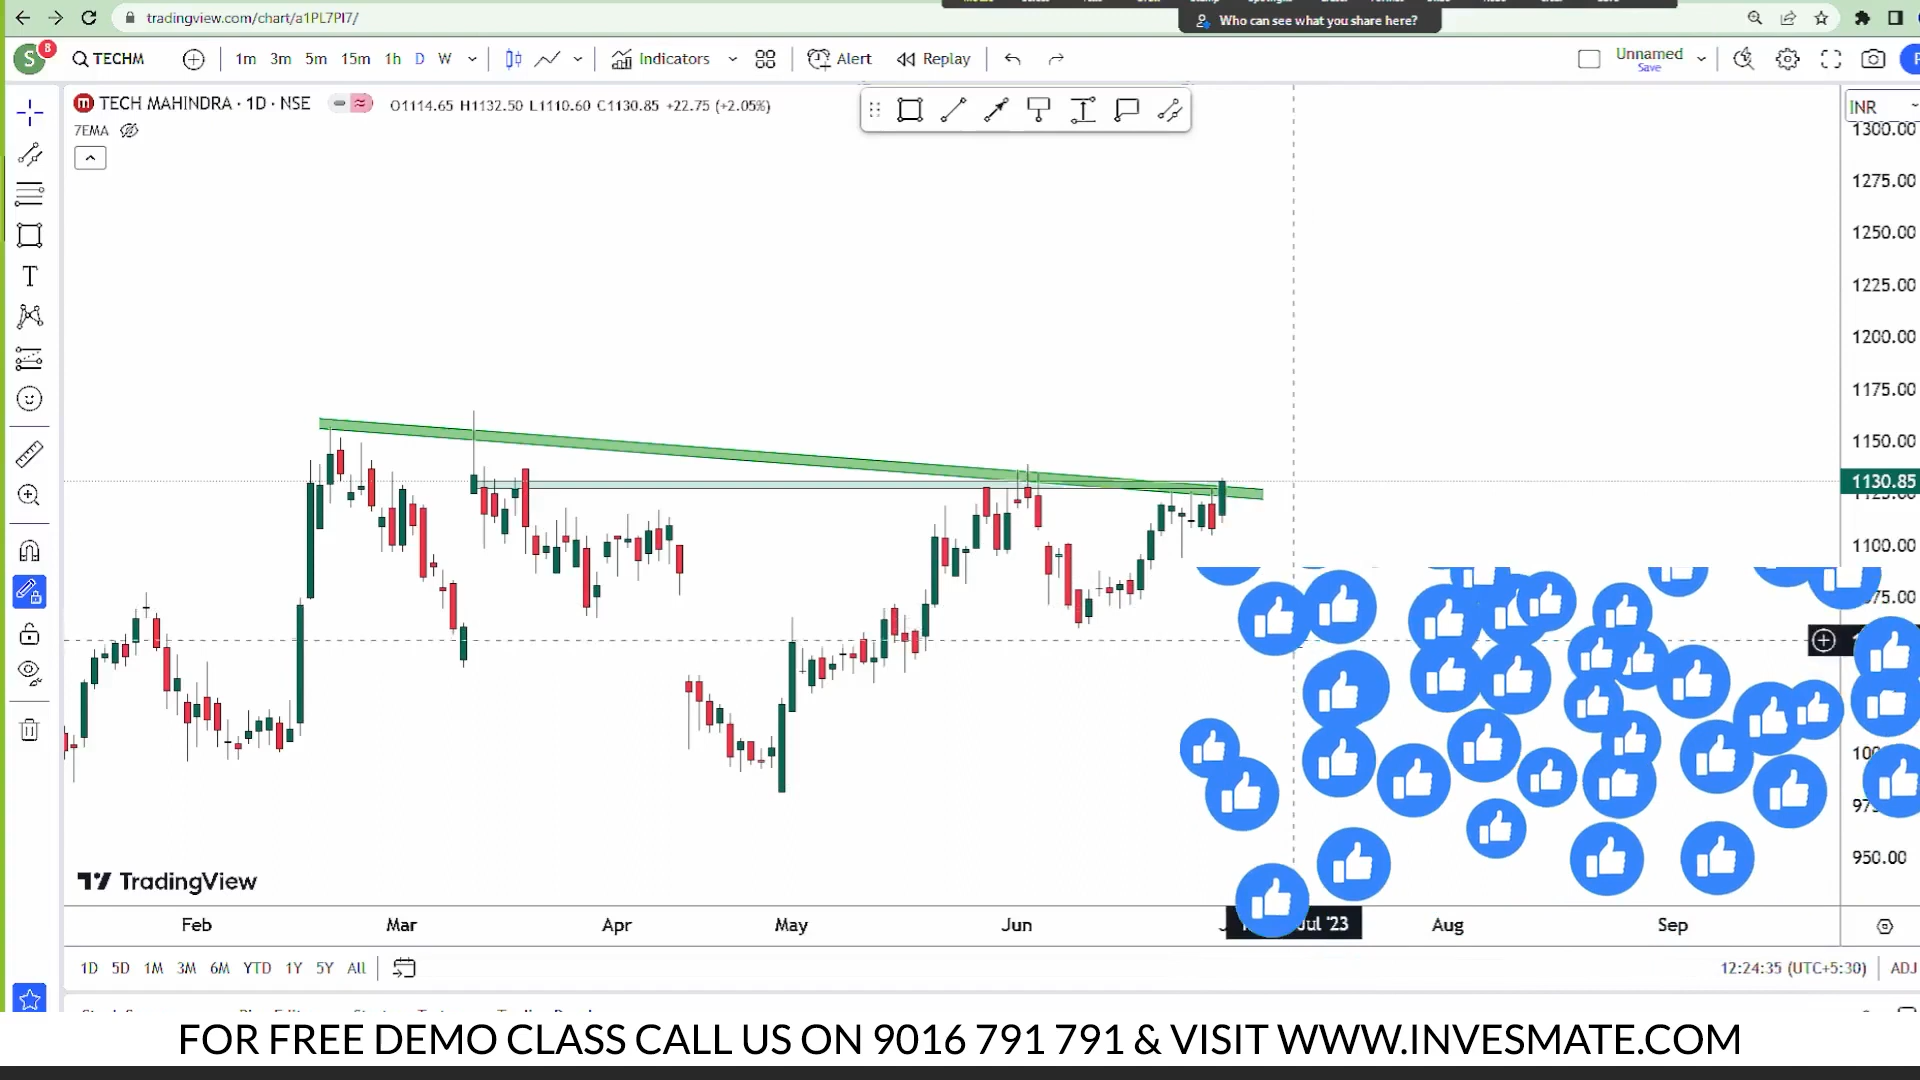 tradingview.com/chart/a1PL7PI7/
Who can see what you share here?
S
8
TECHM
1m
3m
5m
15m
1h
D
W
Indicators
Alert
Replay
Unnamed
Save
TECH MAHINDRA · 1D · NSE
O1114.65 H1132.50 L1110.60 C1130.85 +22.75 (+2.05%)
7EMA
INR
1300.00
1275.00
1250.00
1225.00
1200.00
1175.00
1150.00
1130.85
1100.00
950.00
TradingView
Feb
Mar
Apr
May
Jun
Jul '23
Aug
Sep
1D
5D
1M
3M
6M
YTD
1Y
5Y
All
12:24:35 (UTC+5:30)
ADJ
FOR FREE DEMO CLASS CALL US ON 9016 791 791 & VISIT WWW.INVESMATE.COM